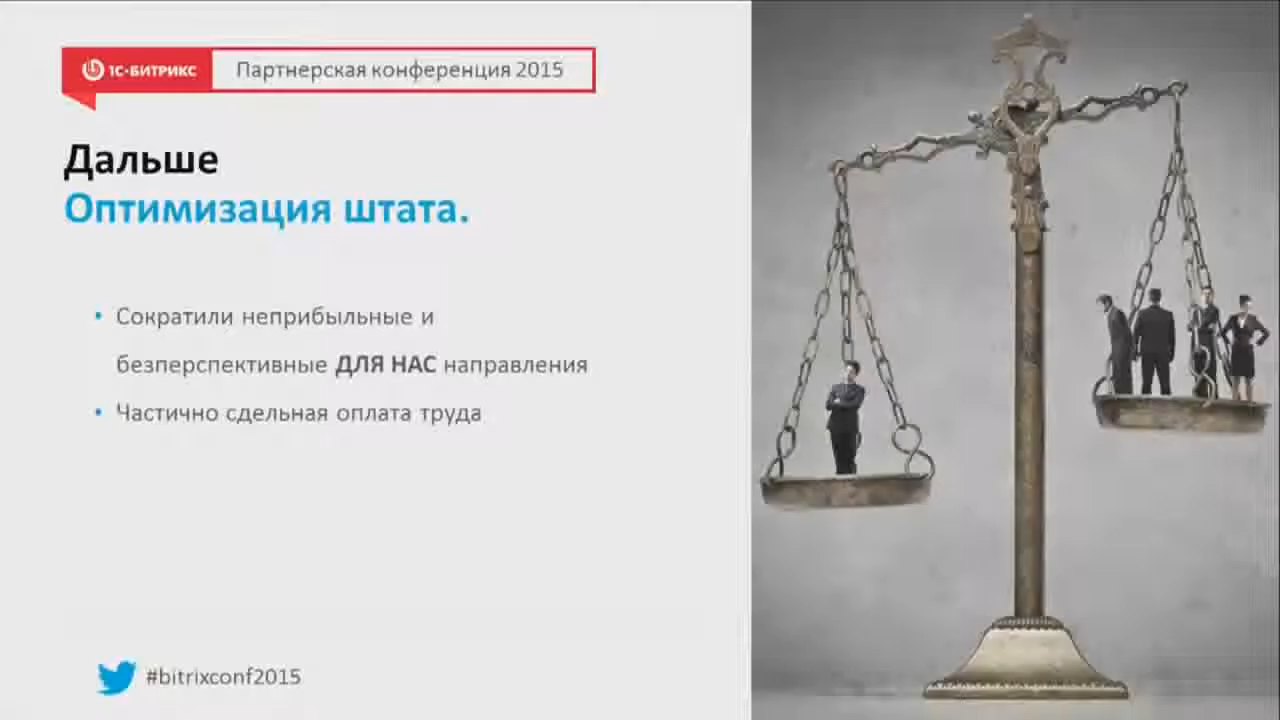 1С-БИТРИКС Партнерская конференция 2015
Дальше
Оптимизация штата.
• Сократили неприбыльные и
безперспективные ДЛЯ НАС направления
• Частично сдельная оплата труда
#bitrixconf2015